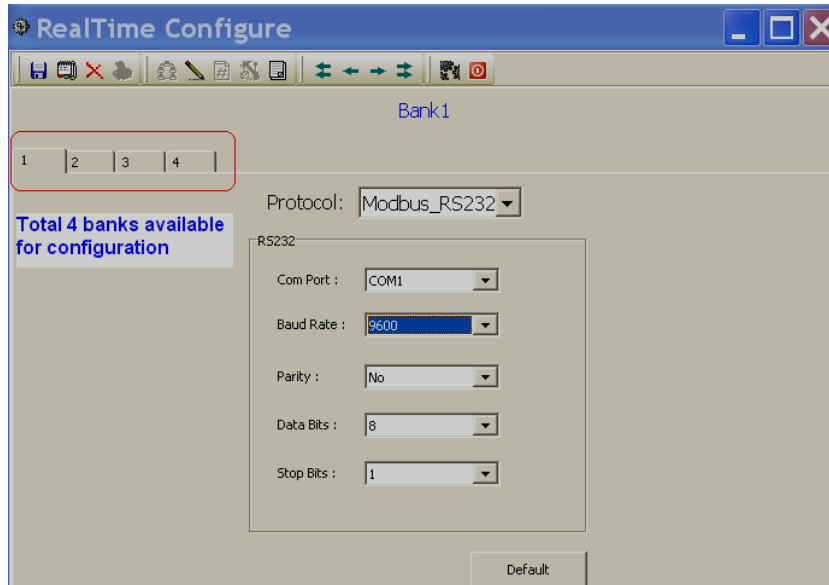 RealTime Configure
Bank1
1 2 3 4
Total 4 banks available
for configuration
Protocol: Modbus_RS232
RS232
Com Port : COM1
Baud Rate : 9600
Parity : No
Data Bits : 8
Stop Bits : 1
Default